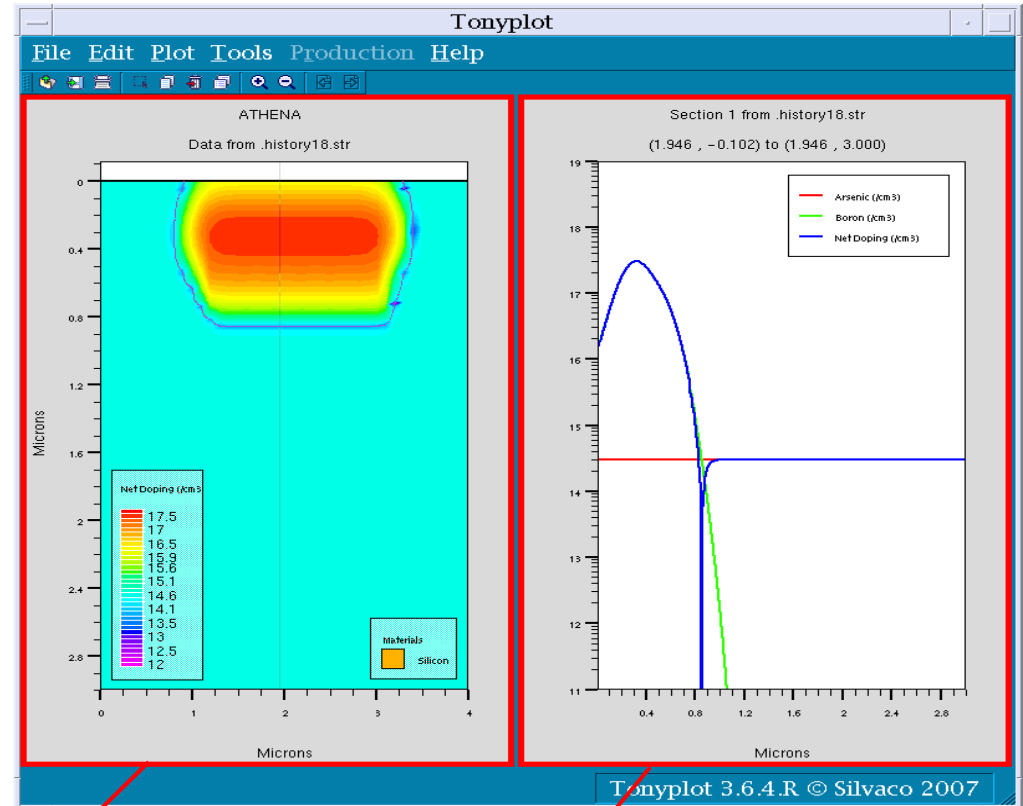 Tonyplot
File Edit Plot Tools Production Help
ATHENA
Data from .history18.str
0
0.4
0.8
1.2
1.6
2
2.4
2.8
Microns
Net Doping (/cm3
17.5
17
16.5
15.9
15.6
15.1
14.6
14.1
13.5
13
12.5
12
Materials
Silicon
0 1 2 3 4
Microns
Section 1 from .history18.str
(1.946 , -0.102) to (1.946 , 3.000)
19
18
17
16
15
14
13
12
11
Arsenic (/cm3)
Boron (/cm3)
Net Doping (/cm3)
0.4 0.8 1.2 1.6 2 2.4 2.8
Microns
Tonyplot 3.6.4.R © Silvaco 2007